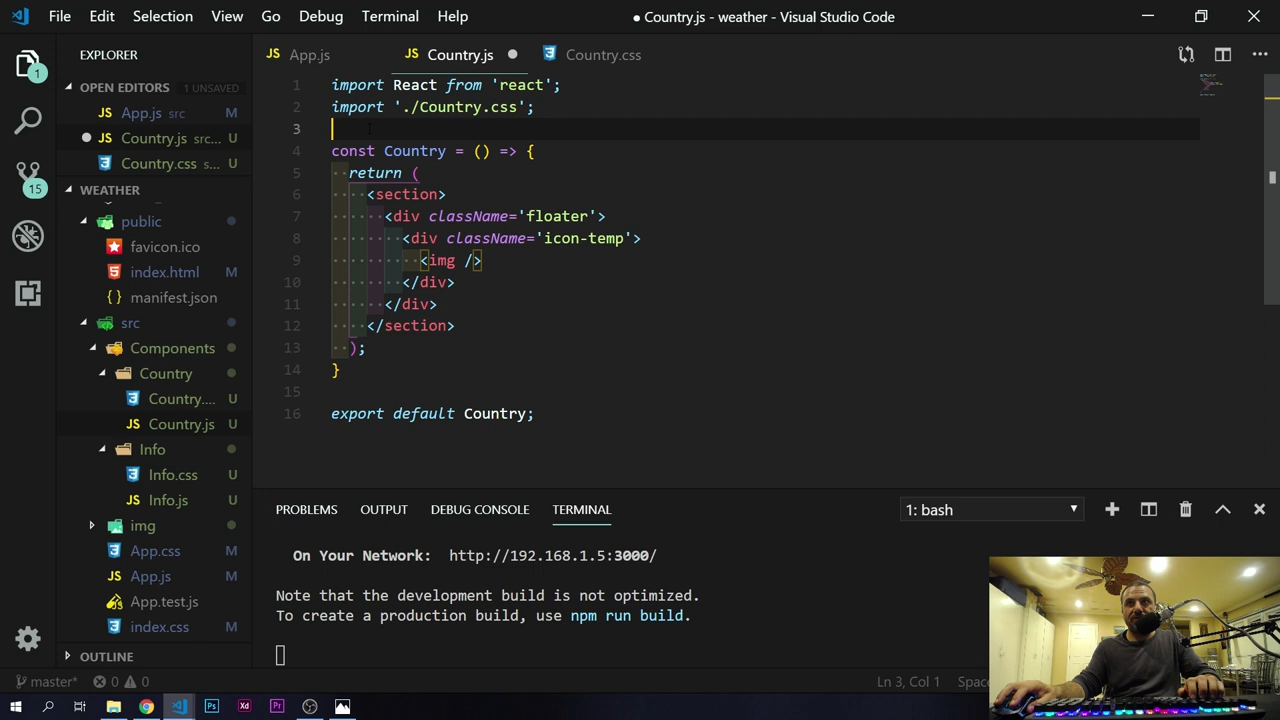 File Edit Selection View Go Debug Terminal Help
● Country.js - weather - Visual Studio Code
EXPLORER
OPEN EDITORS 1 UNSAVED
JS App.js src M
JS Country.js src... U
Country.css s... U
WEATHER
public
favicon.ico
index.html M
{ } manifest.json
src
Components
Country
Country.... U
JS Country.js U
Info
Info.css U
JS Info.js U
img
App.css M
JS App.js M
App.test.js U
index.css M
OUTLINE
1
15
JS App.js
JS Country.js
Country.css
1 import React from 'react';
2 import './Country.css';
3
4 const Country = () => {
5 return (
6 <section>
7 <div className='floater'>
8 <div className='icon-temp'>
9 <img />
10 </div>
11 </div>
12 </section>
13 );
14 }
15
16 export default Country;
PROBLEMS OUTPUT DEBUG CONSOLE TERMINAL
1: bash
On Your Network: http://192.168.1.5:3000/
Note that the development build is not optimized.
To create a production build, use npm run build.
master* 0 0
Ln 3, Col 1
Ps Xd Pr